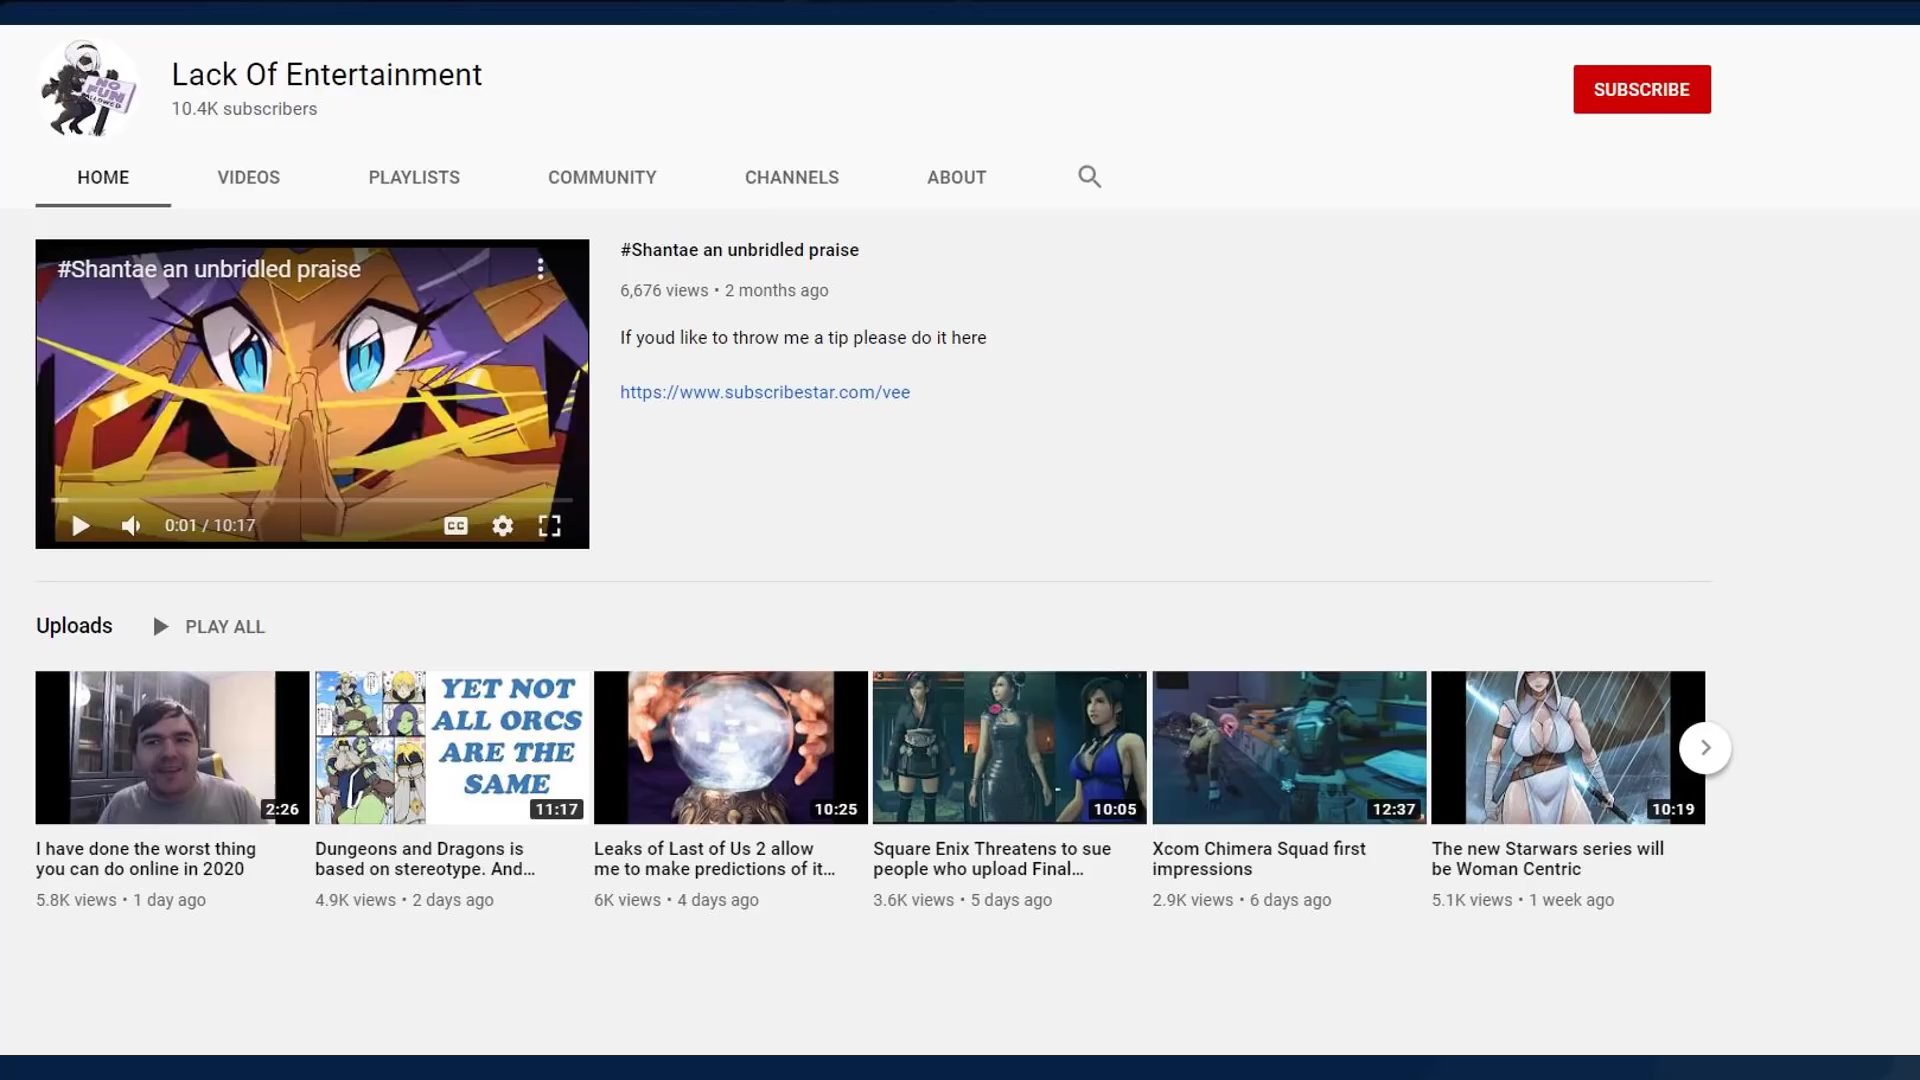 Lack Of Entertainment
10.4K subscribers
SUBSCRIBE
NO
FUN
ALLOWED
HOME
VIDEOS
PLAYLISTS
COMMUNITY
CHANNELS
ABOUT
#Shantae an unbridled praise
0:01 / 10:17
CC
#Shantae an unbridled praise
6,676 views • 2 months ago
If youd like to throw me a tip please do it here
https://www.subscribestar.com/vee
Uploads
PLAY ALL
2:26
I have done the worst thing
you can do online in 2020
5.8K views • 1 day ago
YET NOT
ALL ORCS
ARE THE
SAME
11:17
Dungeons and Dragons is
based on stereotype. And...
4.9K views • 2 days ago
10:25
Leaks of Last of Us 2 allow
me to make predictions of it...
6K views • 4 days ago
10:05
Square Enix Threatens to sue
people who upload Final...
3.6K views • 5 days ago
12:37
Xcom Chimera Squad first
impressions
2.9K views • 6 days ago
10:19
The new Starwars series will
be Woman Centric
5.1K views • 1 week ago